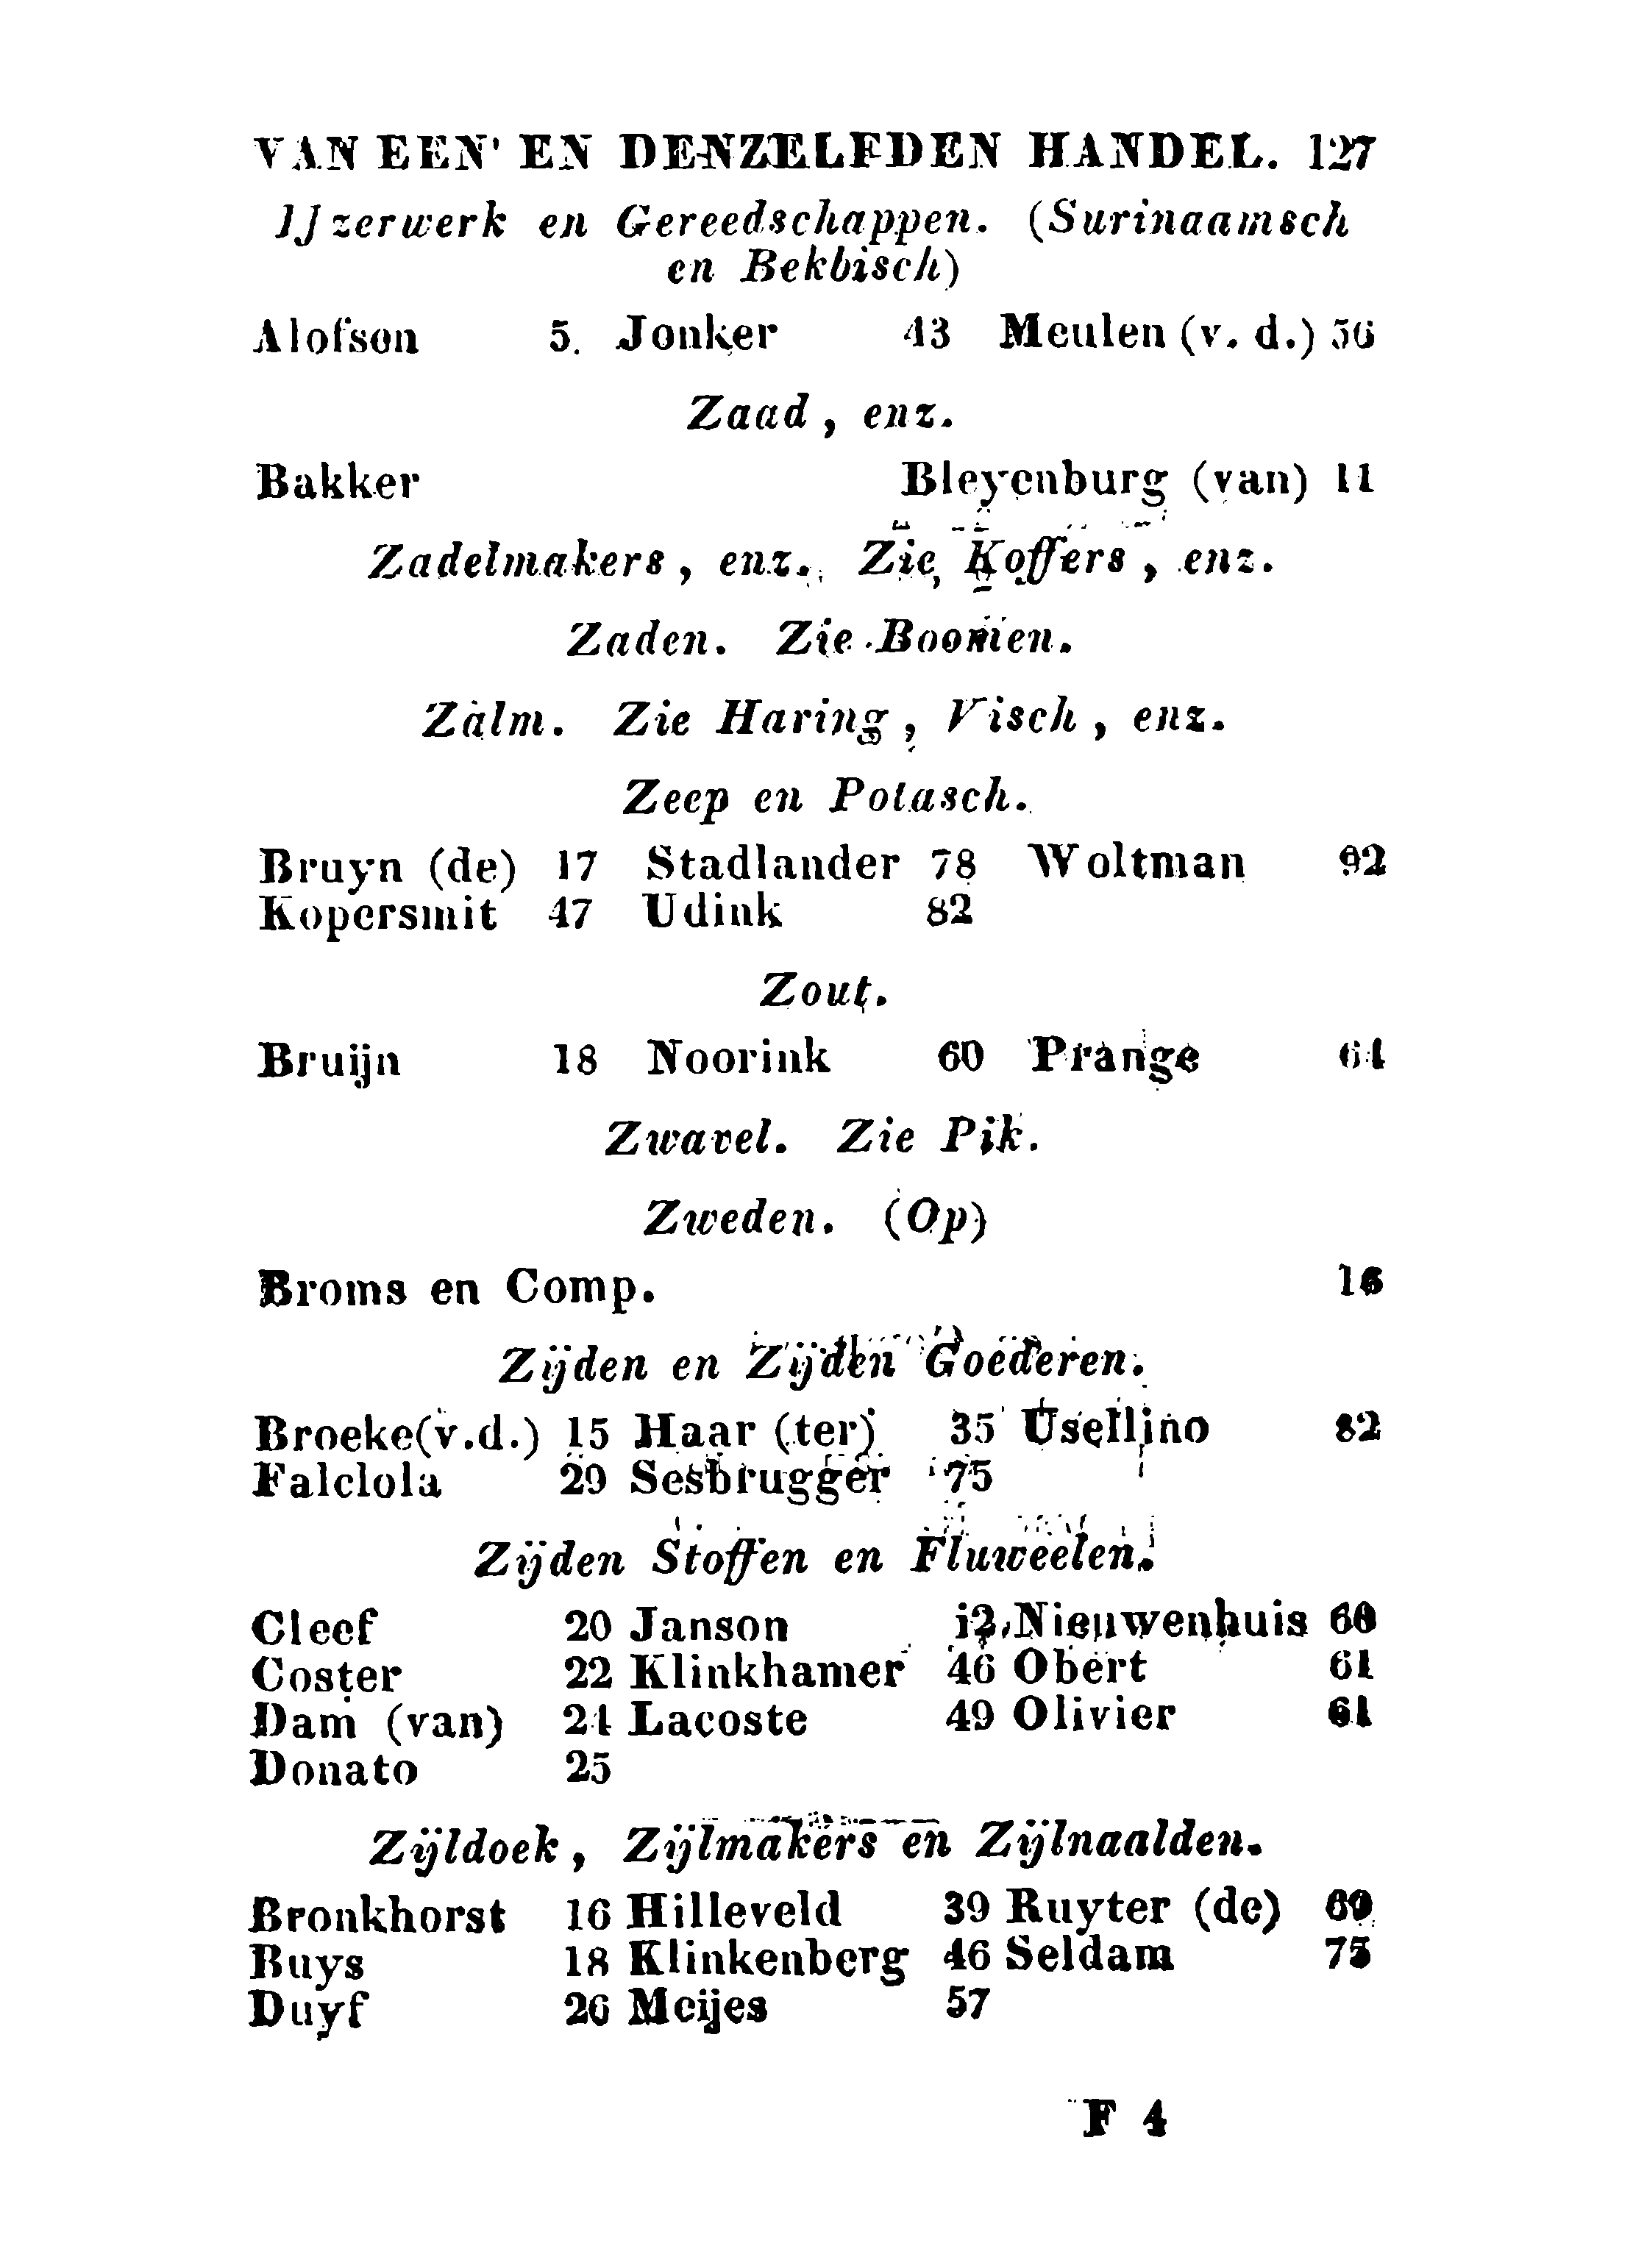 VAN EEN' EN DENZELFDEN HANDEL. 127
IJzerwerk en Gereedschappen. (Surinaamsch
en Bekbisch)
Alofson 5. Jonker 43 Meulen (v. d.) 56
Zaad, enz.
Bakker Bleyenburg (van) 11
Zadelmakers, enz. Zie Koffers, enz.
Zaden. Zie Boomen.
Zalm. Zie Haring, Visch, enz.
Zeep en Potasch.
Bruyn (de) 17 Stadlander 78 Woltman 92
Kopersmit 47 Udink 82
Zout.
Bruijn 18 Noorink 60 Prange 64
Zwavel. Zie Pik.
Zweden. (Op)
Broms en Comp. 16
Zijden en Zijden Goederen.
Broeke (v.d.) 15 Haar (ter) 35 Usellino 82
Falclola 29 Sesbrugger 75
Zijden Stoffen en Fluweelen.
Cleef 20 Janson Nieuwenhuis 60
Coster 22 Klinkhamer 46 Obert 61
Dam (van) 24 Lacoste 49 Olivier 61
Donato 25
Zijldoek, Zijlmakers en Zijlnaalden.
Bronkhorst 16 Hilleveld 39 Ruyter (de) 69
Buys 18 Klinkenberg 46 Seldam 75
Duyf 26 Meijes 57
F 4